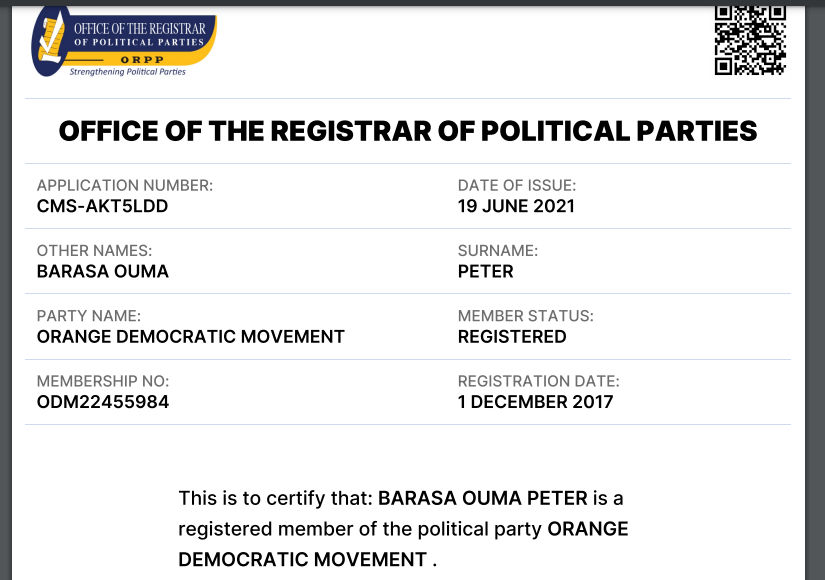 OFFICE OF THE REGISTRAR
OF POLITICAL PARTIES
ORPP
Strengthening Political Parties
OFFICE OF THE REGISTRAR OF POLITICAL PARTIES
APPLICATION NUMBER:
CMS-AKT5LDD
DATE OF ISSUE:
19 JUNE 2021
OTHER NAMES:
BARASA OUMA
SURNAME:
PETER
PARTY NAME:
ORANGE DEMOCRATIC MOVEMENT
MEMBER STATUS:
REGISTERED
MEMBERSHIP NO:
ODM22455984
REGISTRATION DATE:
1 DECEMBER 2017
This is to certify that: BARASA OUMA PETER is a
registered member of the political party ORANGE
DEMOCRATIC MOVEMENT .